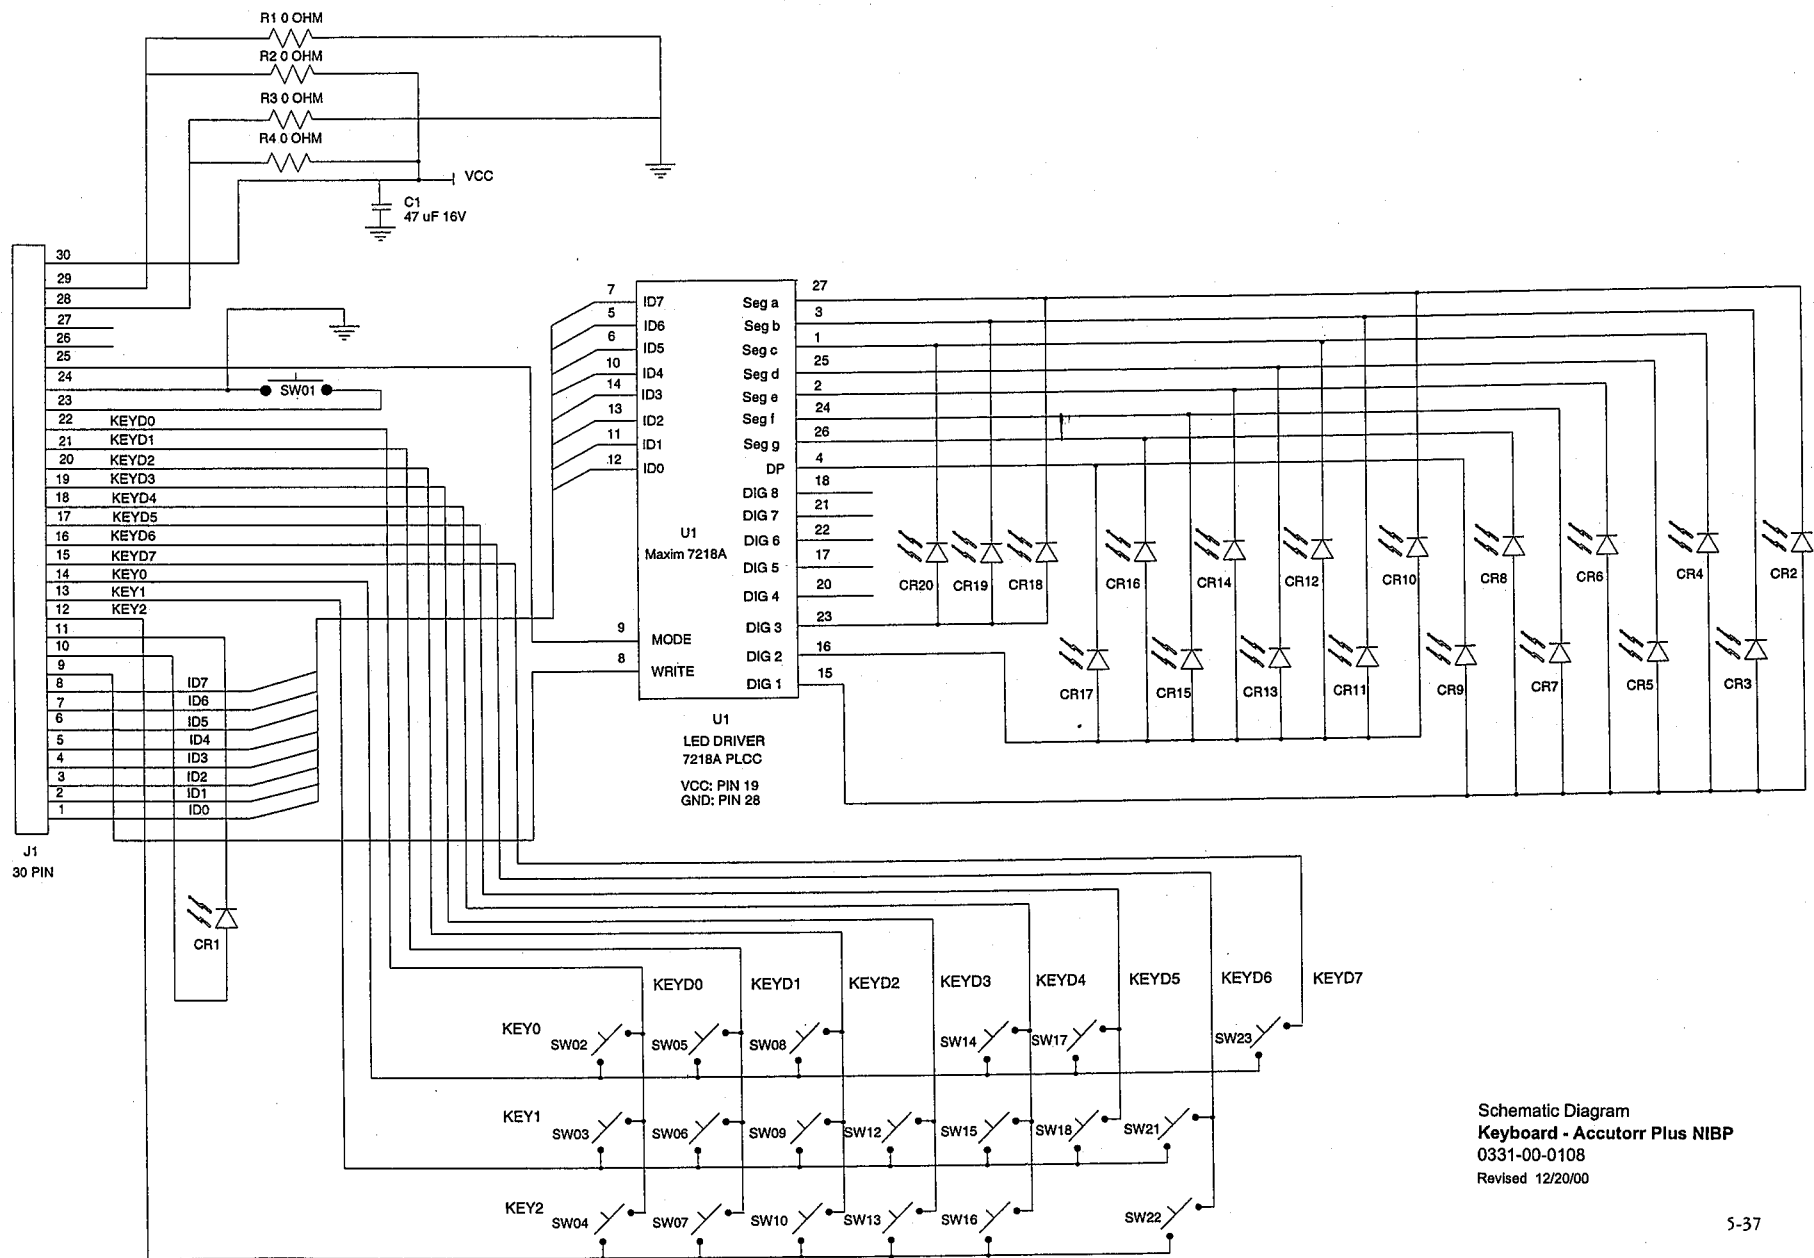 R1 0 OHM
R2 0 OHM
R3 0 OHM
R4 0 OHM
VCC
C1
47 uF 16V
30
29
28
27
26
25
24
23
22 KEYD0
21 KEYD1
20 KEYD2
19 KEYD3
18 KEYD4
17 KEYD5
16 KEYD6
15 KEYD7
14 KEY0
13 KEY1
12 KEY2
11
10
9
8 ID7
7 ID6
6 ID5
5 ID4
4 ID3
3 ID2
2 ID1
1 ID0
J1
30 PIN
SW01
CR1
7 ID7
5 ID6
6 ID5
10 ID4
14 ID3
13 ID2
11 ID1
12 ID0
9 MODE
8 WRITE
U1
Maxim 7218A
Seg a 27
Seg b 3
Seg c 1
Seg d 25
Seg e 2
Seg f 24
Seg g 26
DP 4
DIG 8 18
DIG 7 21
DIG 6 22
DIG 5 17
DIG 4 20
DIG 3 23
DIG 2 16
DIG 1 15
U1
LED DRIVER
7218A PLCC
VCC: PIN 19
GND: PIN 28
CR20 CR19 CR18 CR16 CR14 CR12 CR10 CR8 CR6 CR4 CR2
CR17 CR15 CR13 CR11 CR9 CR7 CR5 CR3
KEYD0 KEYD1 KEYD2 KEYD3 KEYD4 KEYD5 KEYD6 KEYD7
KEY0 SW02 SW05 SW08 SW14 SW17 SW23
KEY1 SW03 SW06 SW09 SW12 SW15 SW18 SW21
KEY2 SW04 SW07 SW10 SW13 SW16 SW22
Schematic Diagram
Keyboard - Accutorr Plus NIBP
0331-00-0108
Revised 12/20/00
5-37